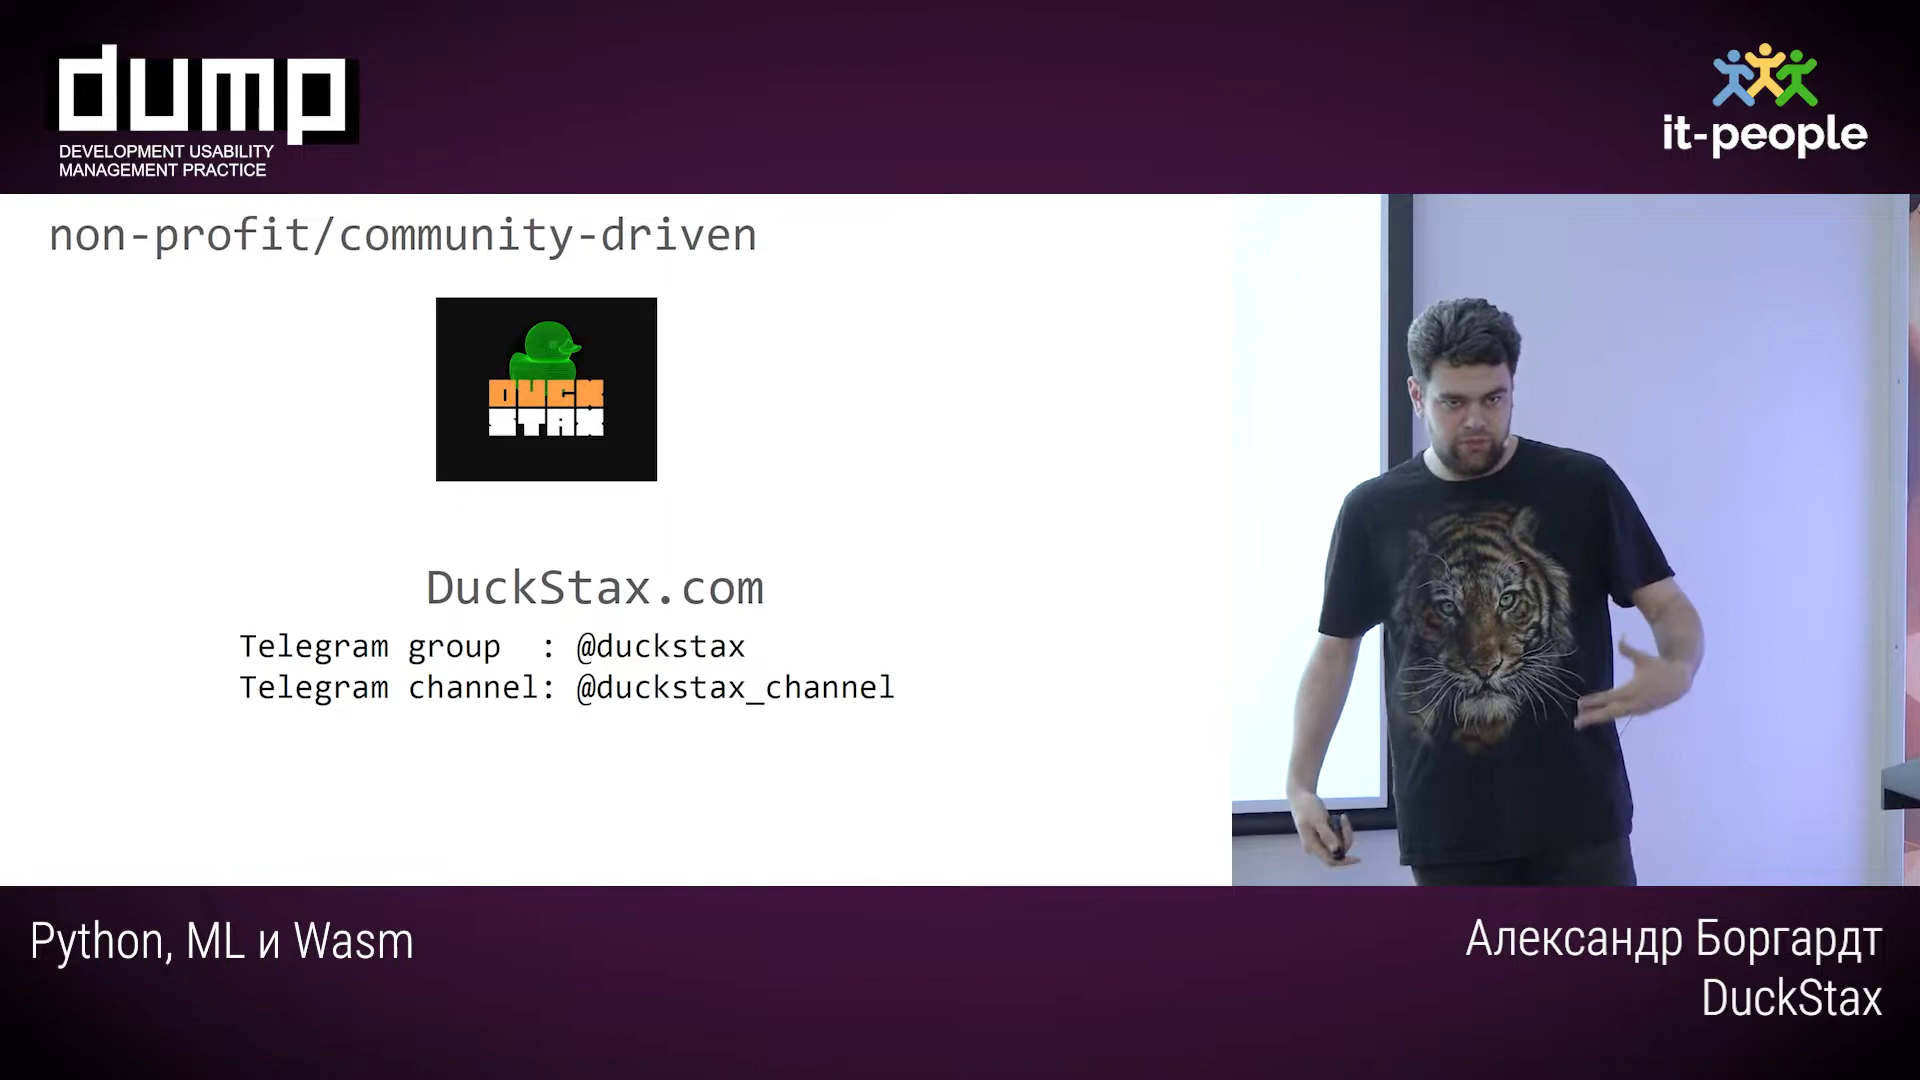 dump
DEVELOPMENT USABILITY
MANAGEMENT PRACTICE
it-people
non-profit/community-driven
DUCK
STAX
DuckStax.com
Telegram group : @duckstax
Telegram channel: @duckstax_channel
Python, ML и Wasm
Александр Боргардт
DuckStax